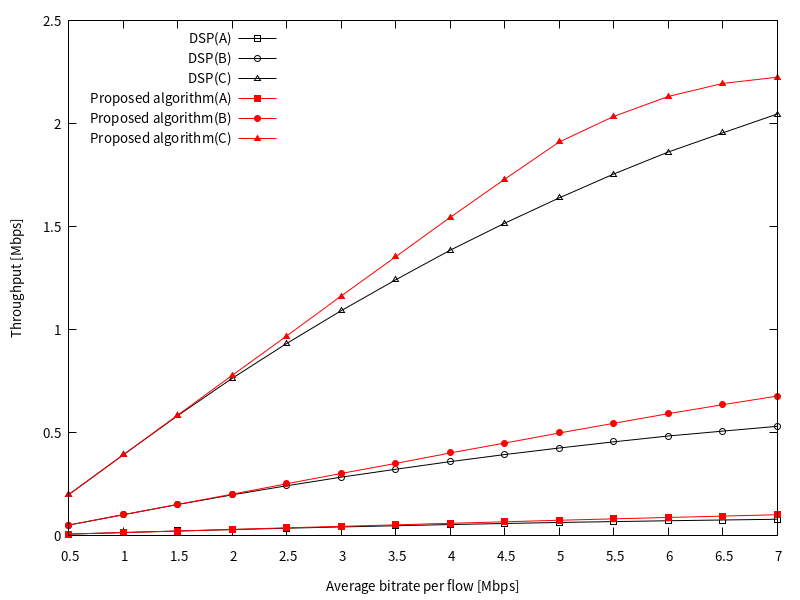 2.5
2
1.5
1
0.5
0
Throughput [Mbps]
DSP(A)
DSP(B)
DSP(C)
Proposed algorithm(A)
Proposed algorithm(B)
Proposed algorithm(C)
0.5 1 1.5 2 2.5 3 3.5 4 4.5 5 5.5 6 6.5 7
Average bitrate per flow [Mbps]